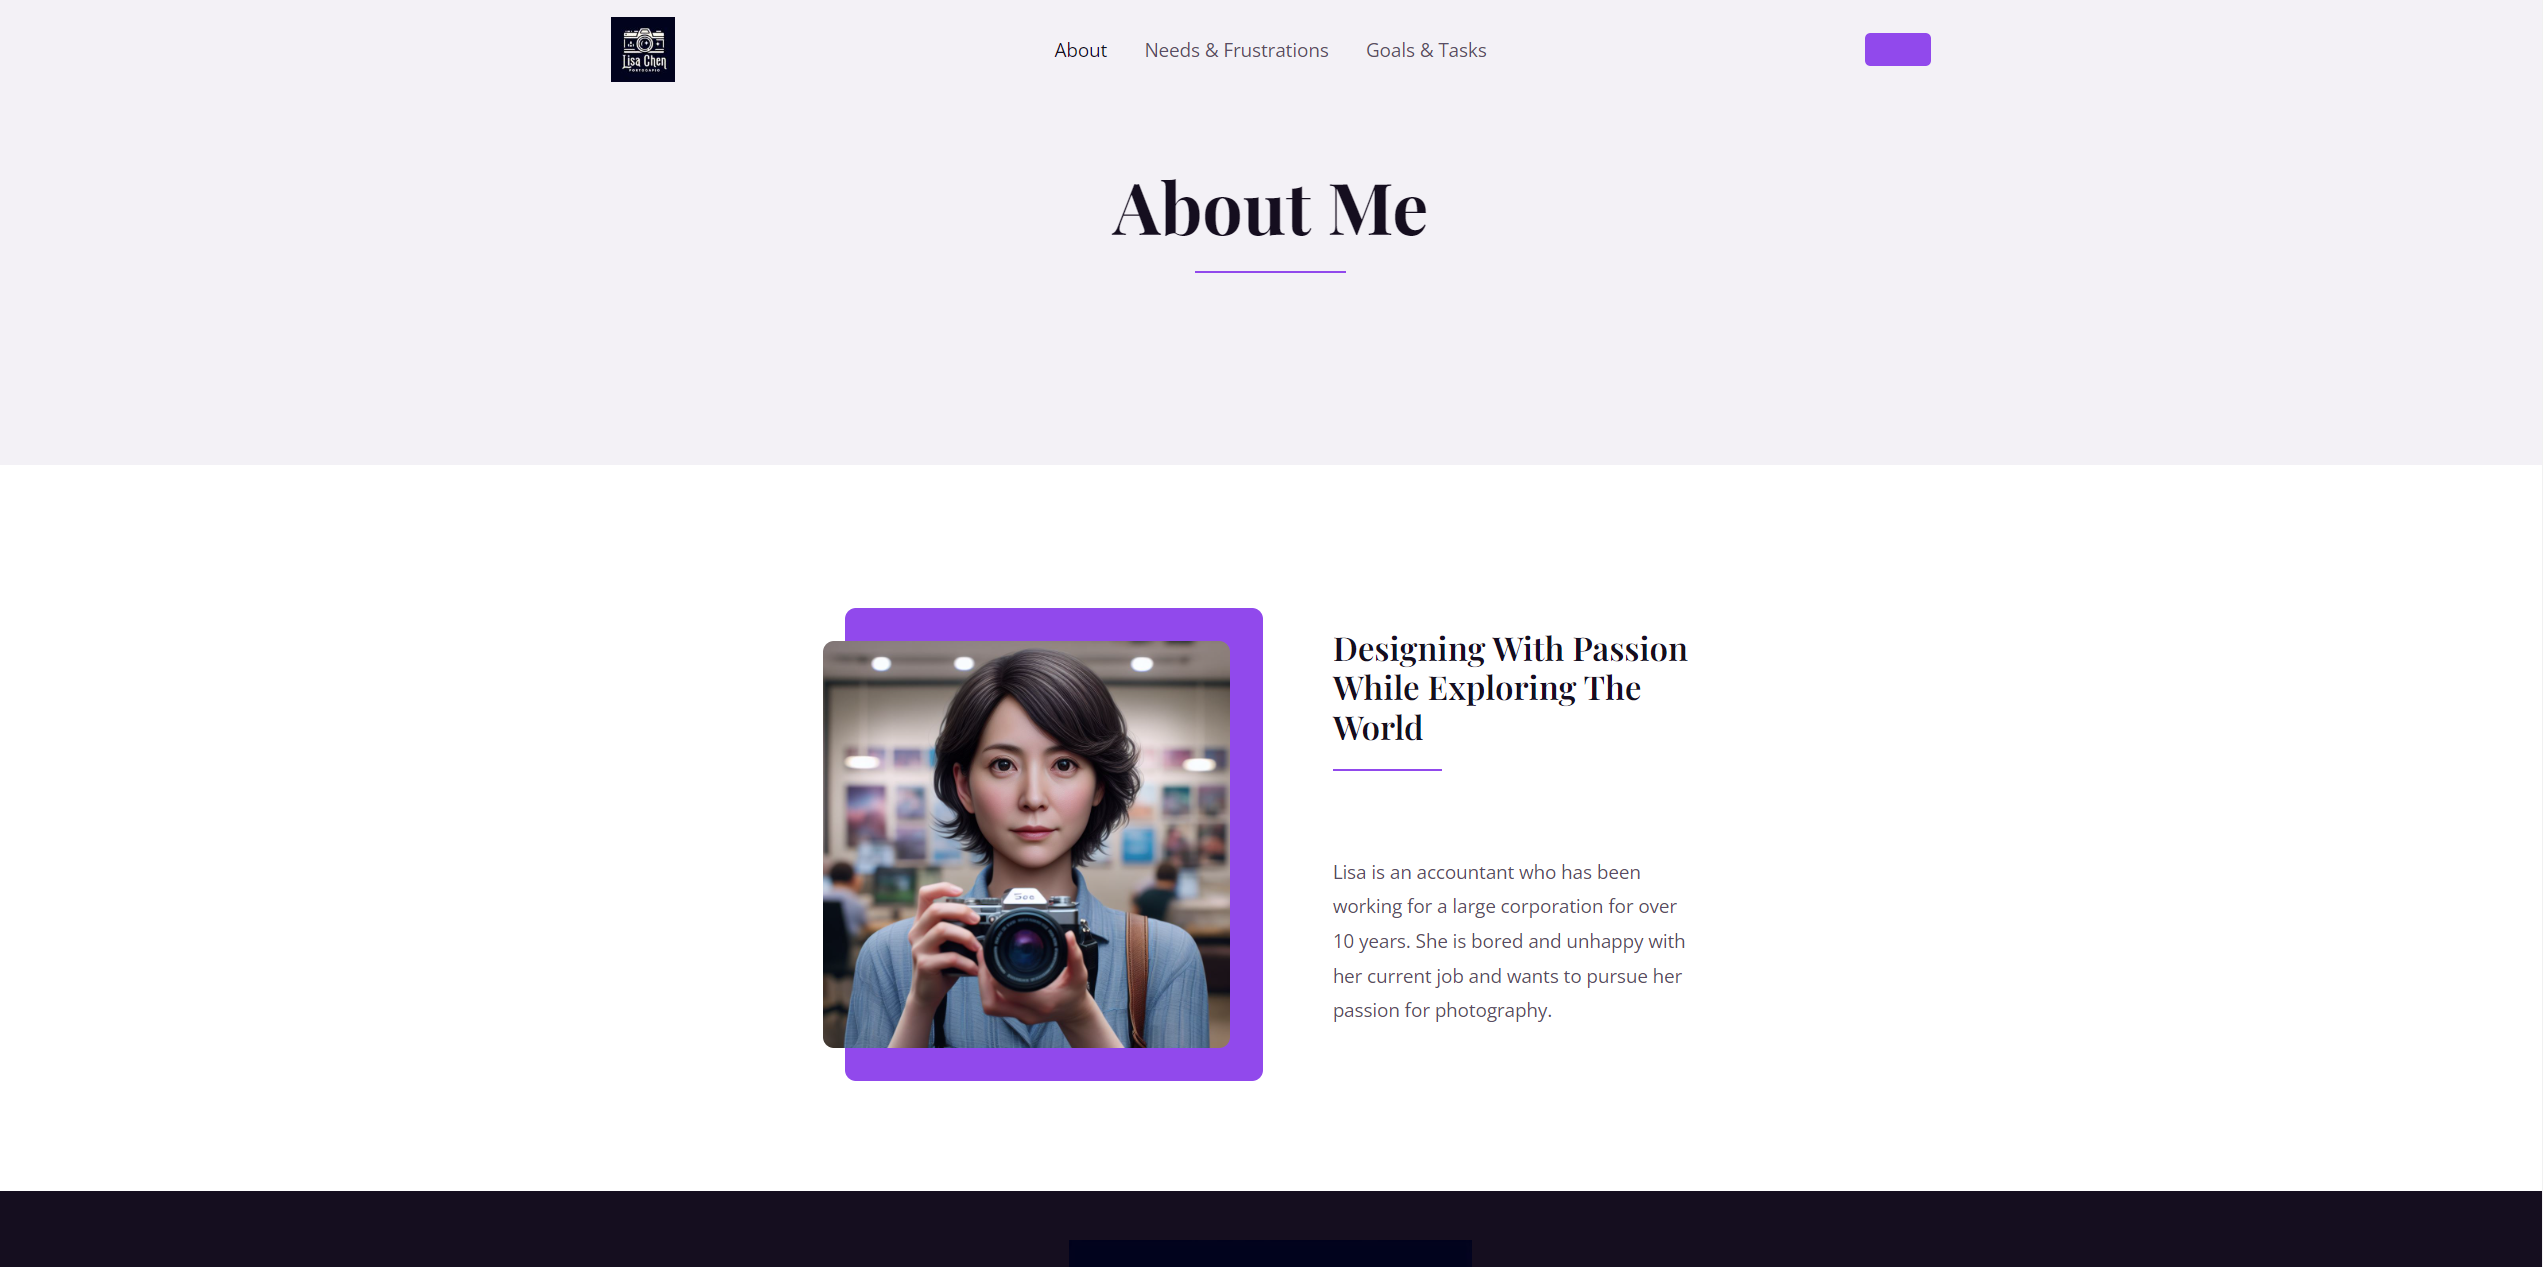 Lisa Chen
About
Needs & Frustrations
Goals & Tasks
About Me
Designing With Passion
While Exploring The
World
Lisa is an accountant who has been
working for a large corporation for over
10 years. She is bored and unhappy with
her current job and wants to pursue her
passion for photography.